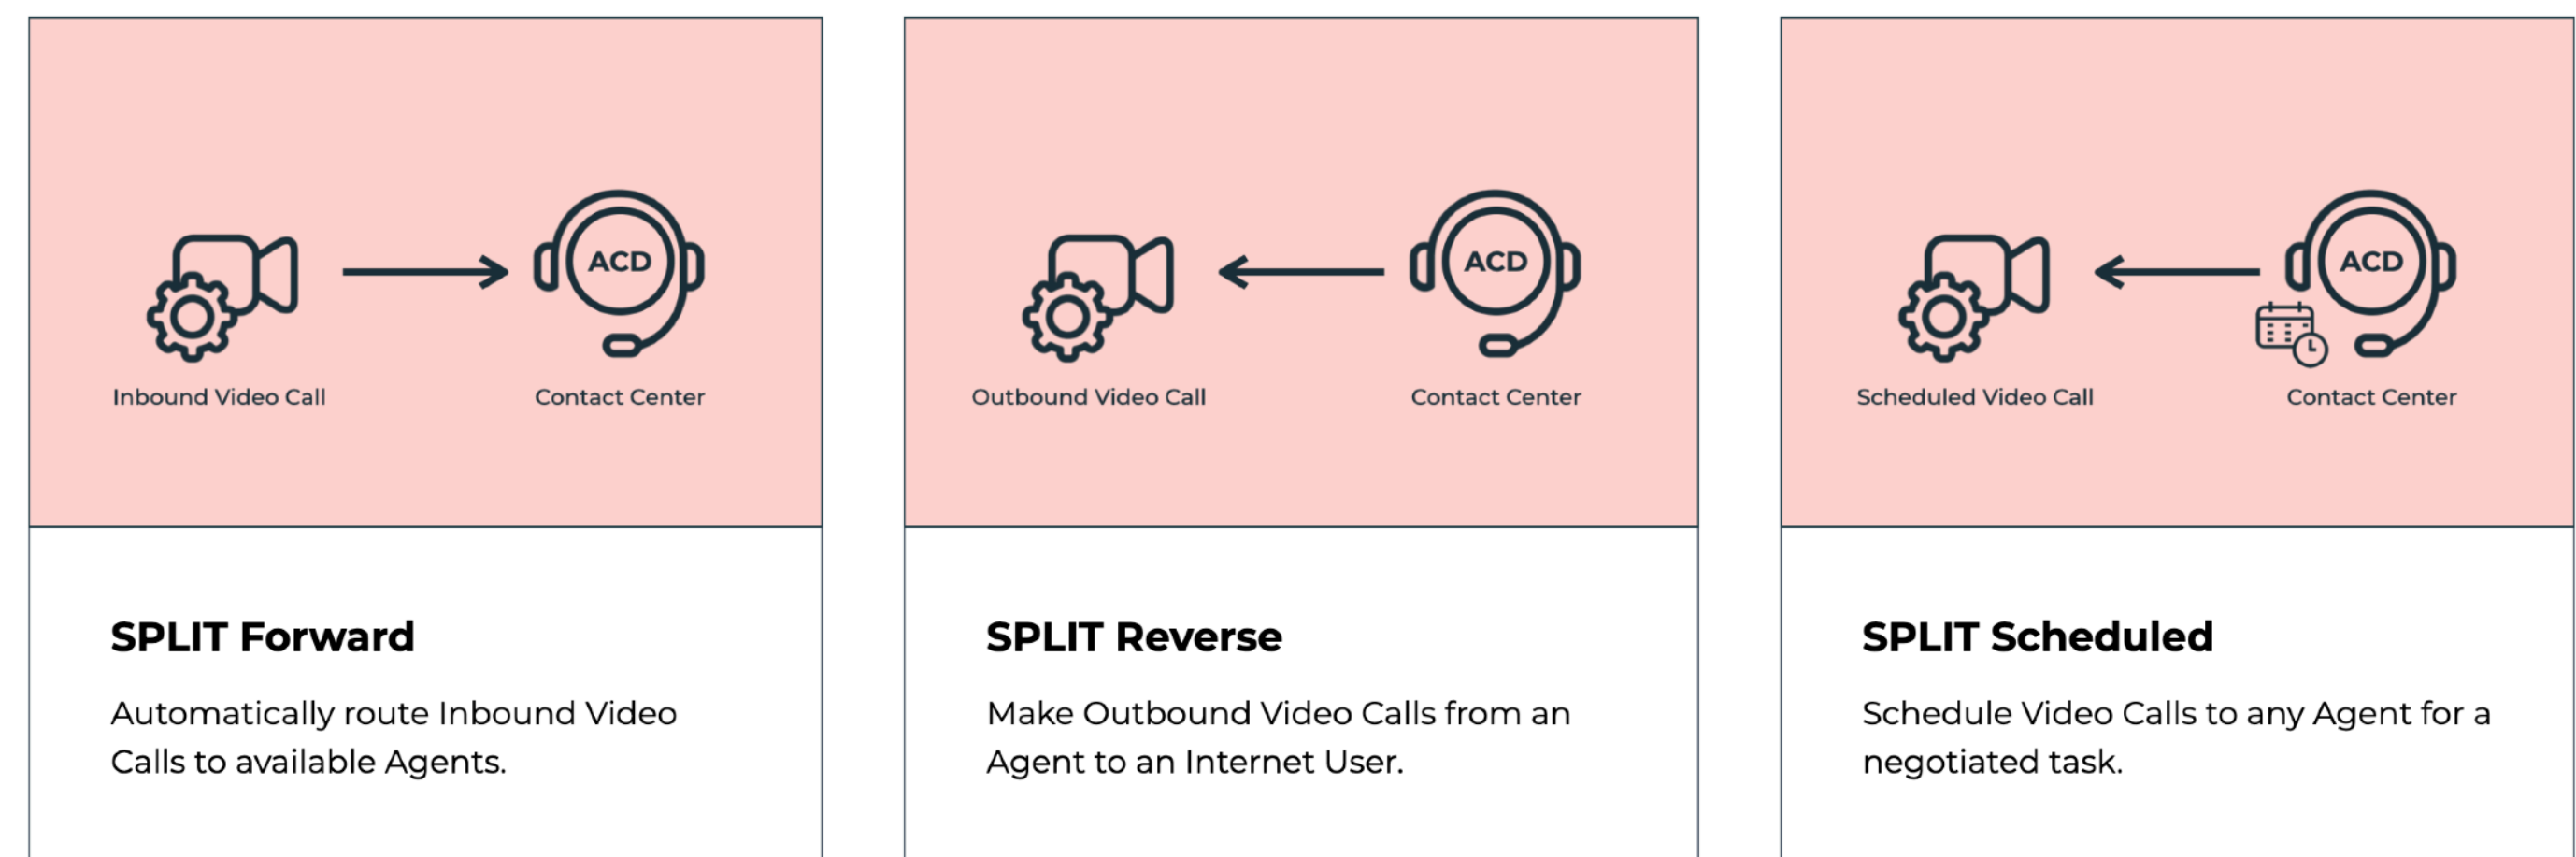 ACD
Inbound Video Call
Contact Center
SPLIT Forward
Automatically route Inbound Video
Calls to available Agents.
ACD
Outbound Video Call
Contact Center
SPLIT Reverse
Make Outbound Video Calls from an
Agent to an Internet User.
ACD
Scheduled Video Call
Contact Center
SPLIT Scheduled
Schedule Video Calls to any Agent for a
negotiated task.